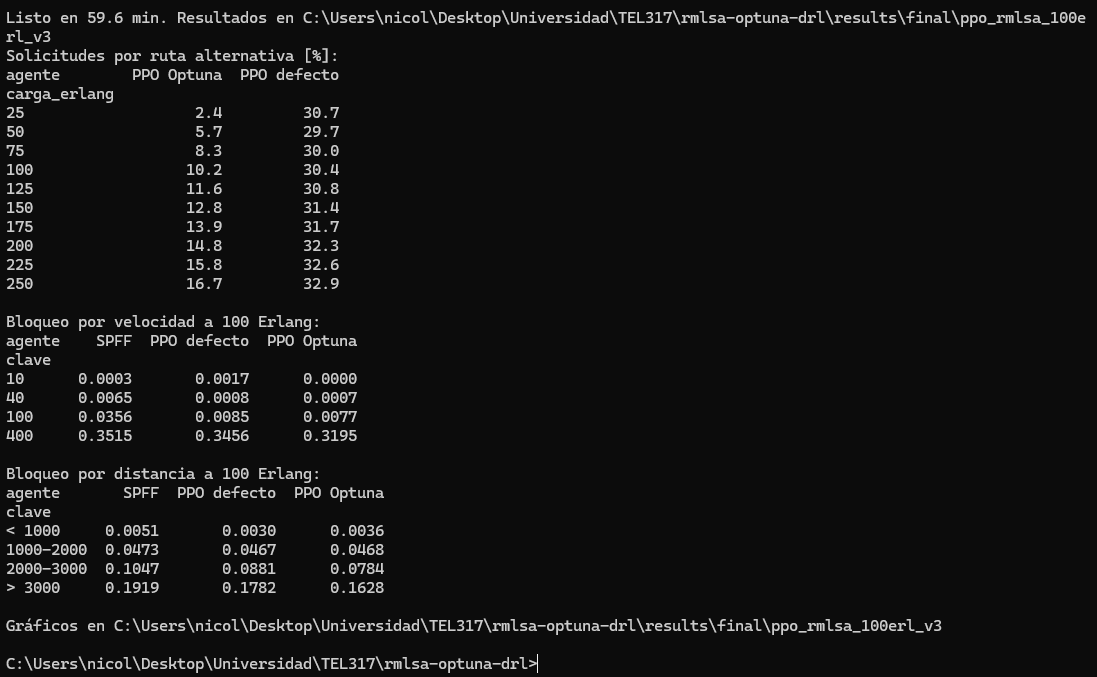 Listo en 59.6 min. Resultados en C:\Users\nicol\Desktop\Universidad\TEL317\rmlsa-optuna-drl\results\final\ppo_rmlsa_100e
rl_v3
Solicitudes por ruta alternativa [%]:
agente        PPO Optuna  PPO defecto
carga_erlang
25                   2.4         30.7
50                   5.7         29.7
75                   8.3         30.0
100                 10.2         30.4
125                 11.6         30.8
150                 12.8         31.4
175                 13.9         31.7
200                 14.8         32.3
225                 15.8         32.6
250                 16.7         32.9
Bloqueo por velocidad a 100 Erlang:
agente    SPFF  PPO defecto  PPO Optuna
clave
10      0.0003       0.0017      0.0000
40      0.0065       0.0008      0.0007
100     0.0356       0.0085      0.0077
400     0.3515       0.3456      0.3195
Bloqueo por distancia a 100 Erlang:
agente       SPFF  PPO defecto  PPO Optuna
clave
< 1000     0.0051       0.0030      0.0036
1000-2000  0.0473       0.0467      0.0468
2000-3000  0.1047       0.0881      0.0784
> 3000     0.1919       0.1782      0.1628
Gráficos en C:\Users\nicol\Desktop\Universidad\TEL317\rmlsa-optuna-drl\results\final\ppo_rmlsa_100erl_v3
C:\Users\nicol\Desktop\Universidad\TEL317\rmlsa-optuna-drl>